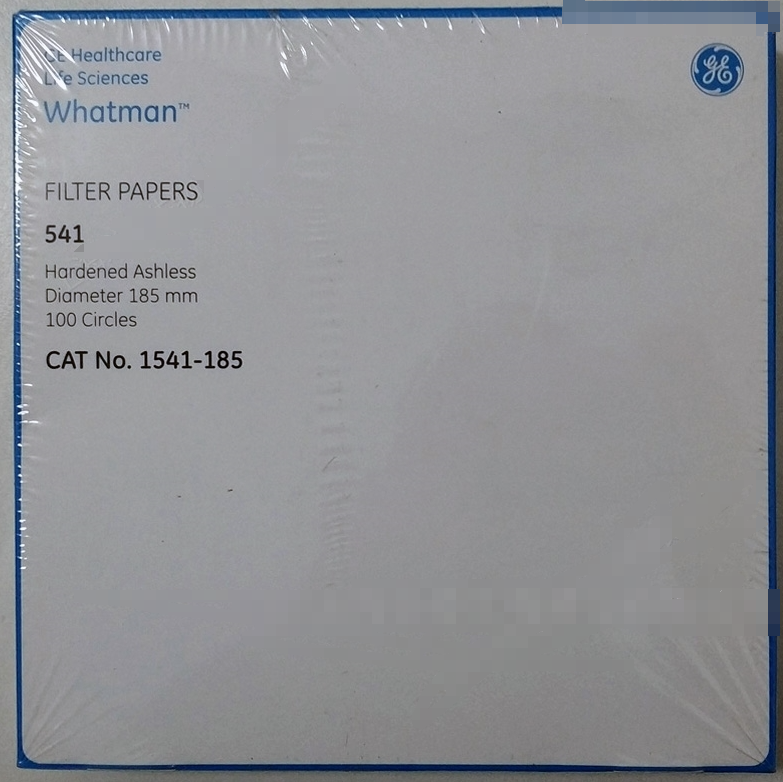 GE Healthcare
Life Sciences
Whatman™
GE
FILTER PAPERS
541
Hardened Ashless
Diameter 185 mm
100 Circles
CAT No. 1541-185